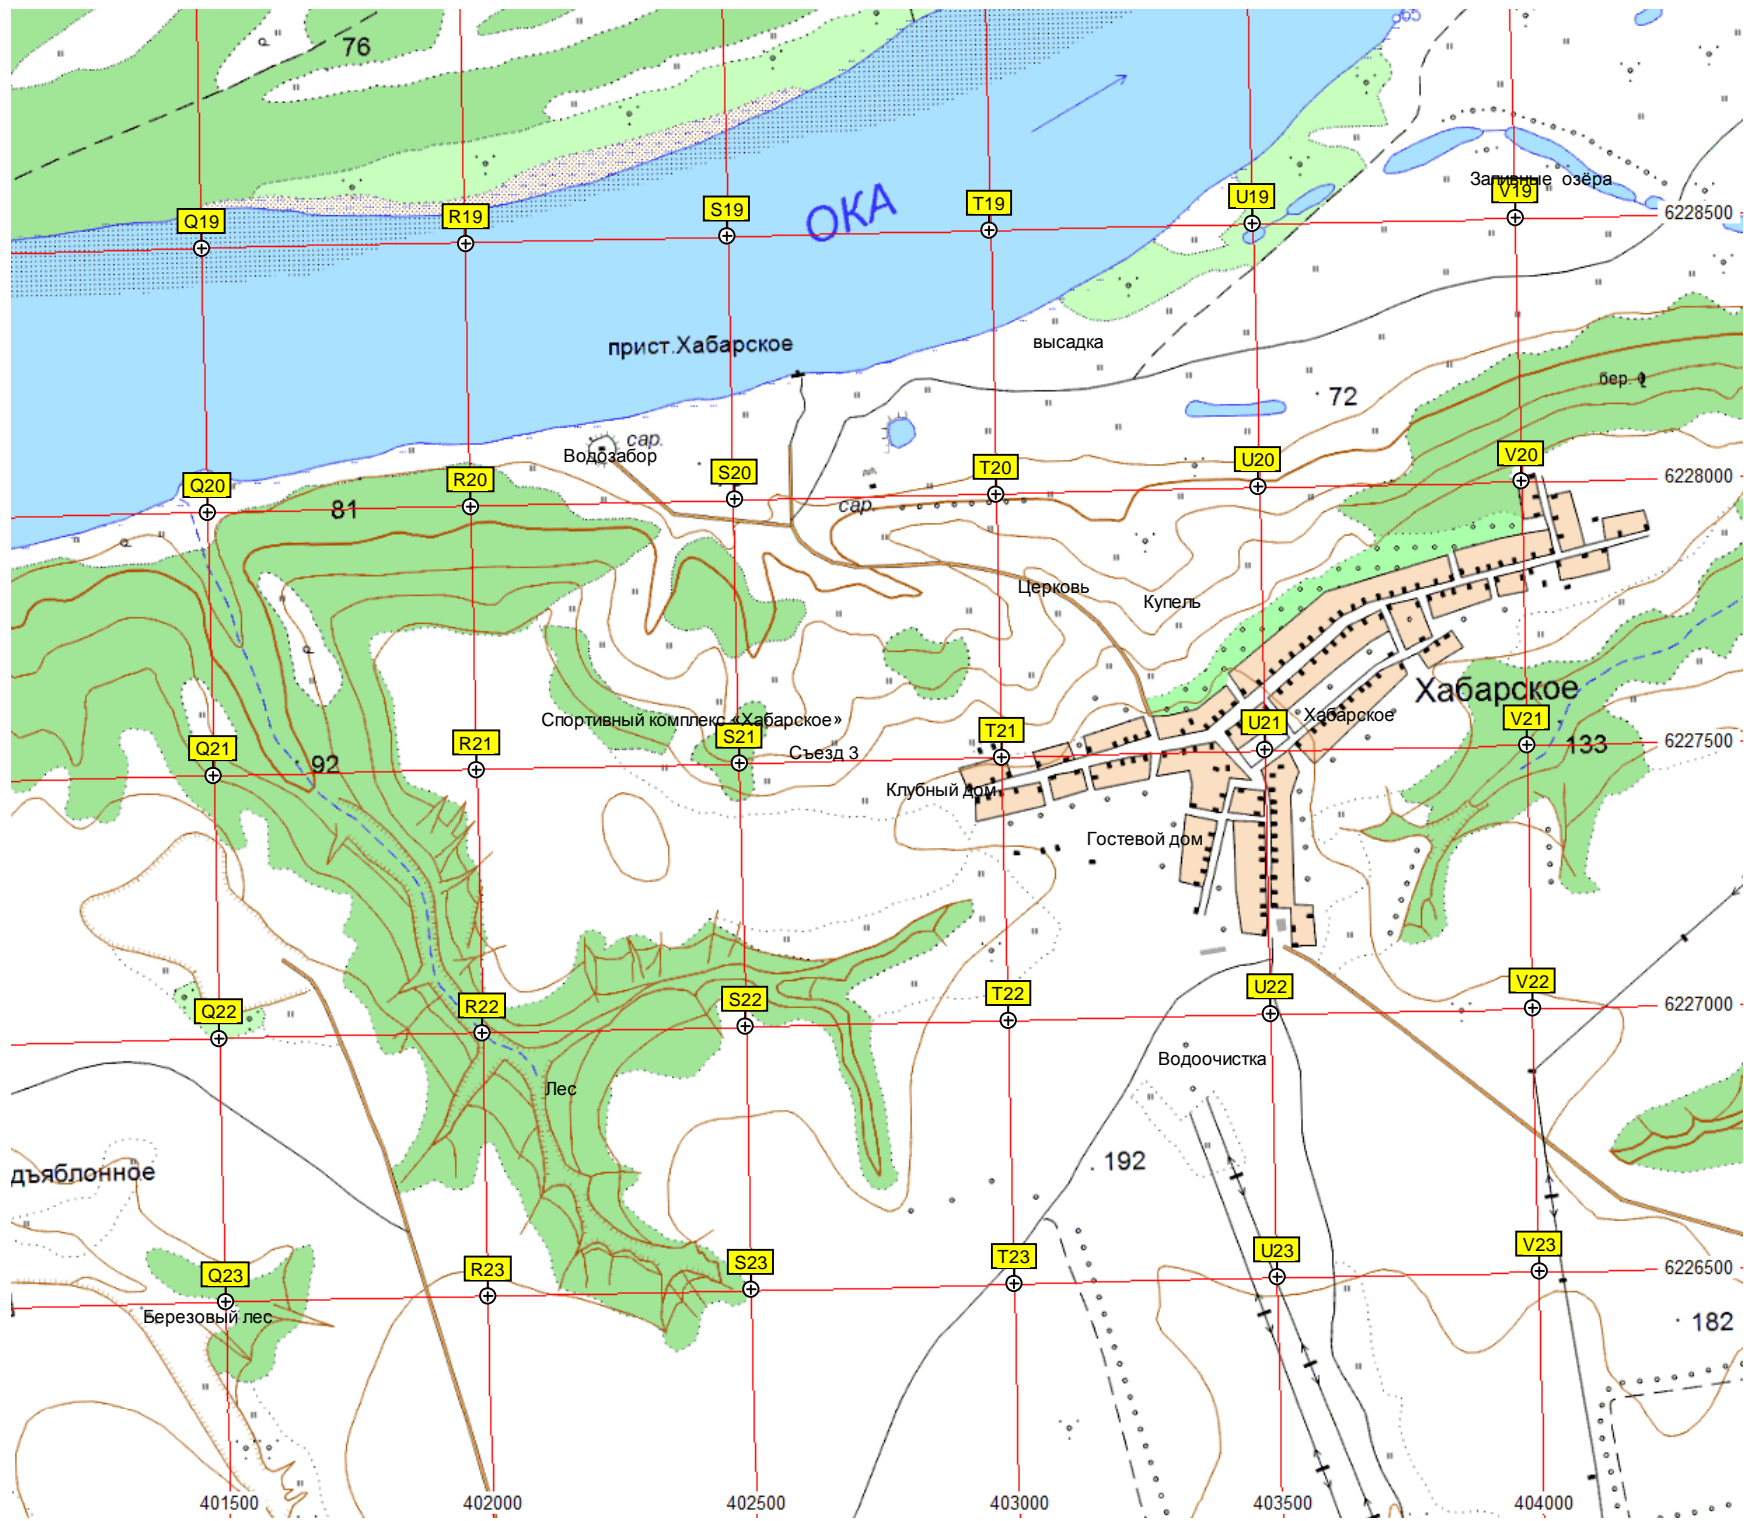 76
Заливные озёра
Q19
R19
S19
T19
U19
V19
6228500
ОКА
прист.Хабарское
высадка
бер.
72
сар.
Водозабор
Q20
R20
S20
T20
U20
V20
6228000
81
сар.
Церковь
Купель
Хабарское
Спортивный комплекс «Хабарское»
Хабарское
Q21
R21
S21
T21
U21
V21
6227500
92
Съезд 3
133
Клубный дом
Гостевой дом
Q22
R22
S22
T22
U22
V22
6227000
Водоочистка
Лес
дъяблонное
192
Q23
R23
S23
T23
U23
V23
6226500
Березовый лес
182
401500
402000
402500
403000
403500
404000